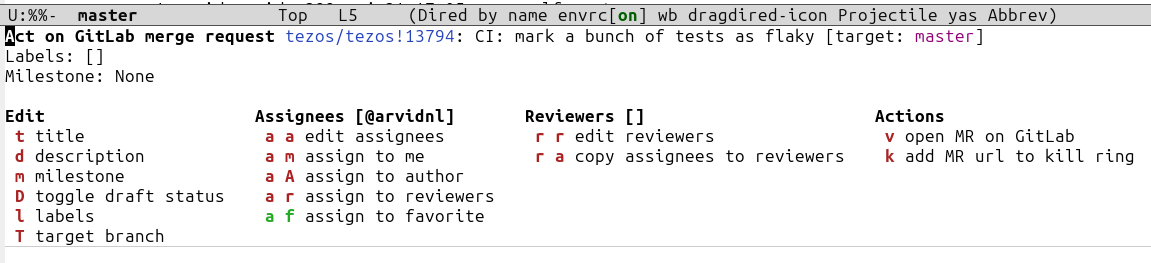 U:%%-  master              Top   L5     (Dired by name envrc[on] wb dragdired-icon Projectile yas Abbrev)
Act on GitLab merge request tezos/tezos!13794: CI: mark a bunch of tests as flaky [target: master]
Labels: []
Milestone: None
Edit                     Assignees [@arvidnl]       Reviewers []                       Actions
 t title                  a a edit assignees         r r edit reviewers                 v open MR on GitLab
 d description            a m assign to me           r a copy assignees to reviewers    k add MR url to kill ring
 m milestone              a A assign to author
 D toggle draft status    a r assign to reviewers
 l labels                 a f assign to favorite
 T target branch